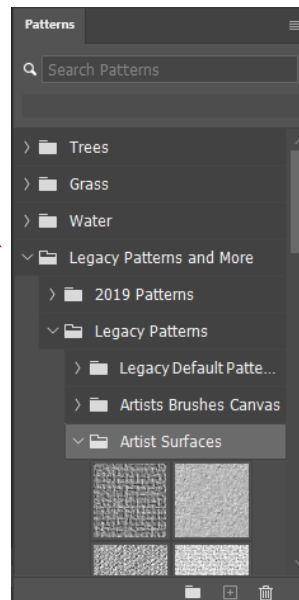 Patterns
Search Patterns
Trees
Grass
Water
Legacy Patterns and More
2019 Patterns
Legacy Patterns
Legacy Default Patte...
Artists Brushes Canvas
Artist Surfaces